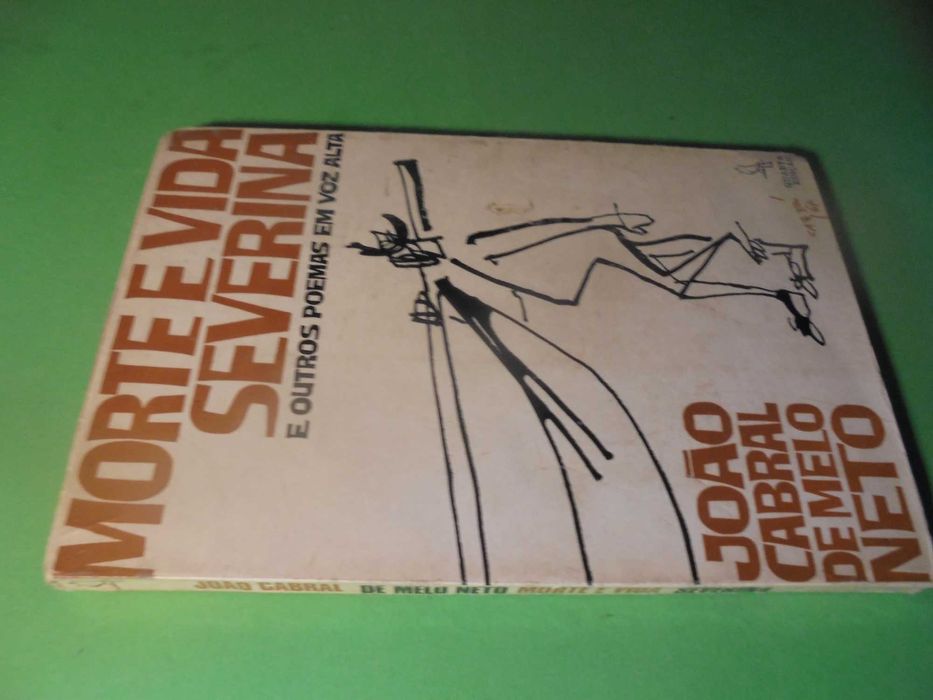 MORTE E VIDA
SEVERINA
E OUTROS POEMAS EM VOZ ALTA
JOÃO
CABRAL
DE MELO
NETO
JOÃO CABRAL DE MELO NETO MORTE E VIDA SEVERINA